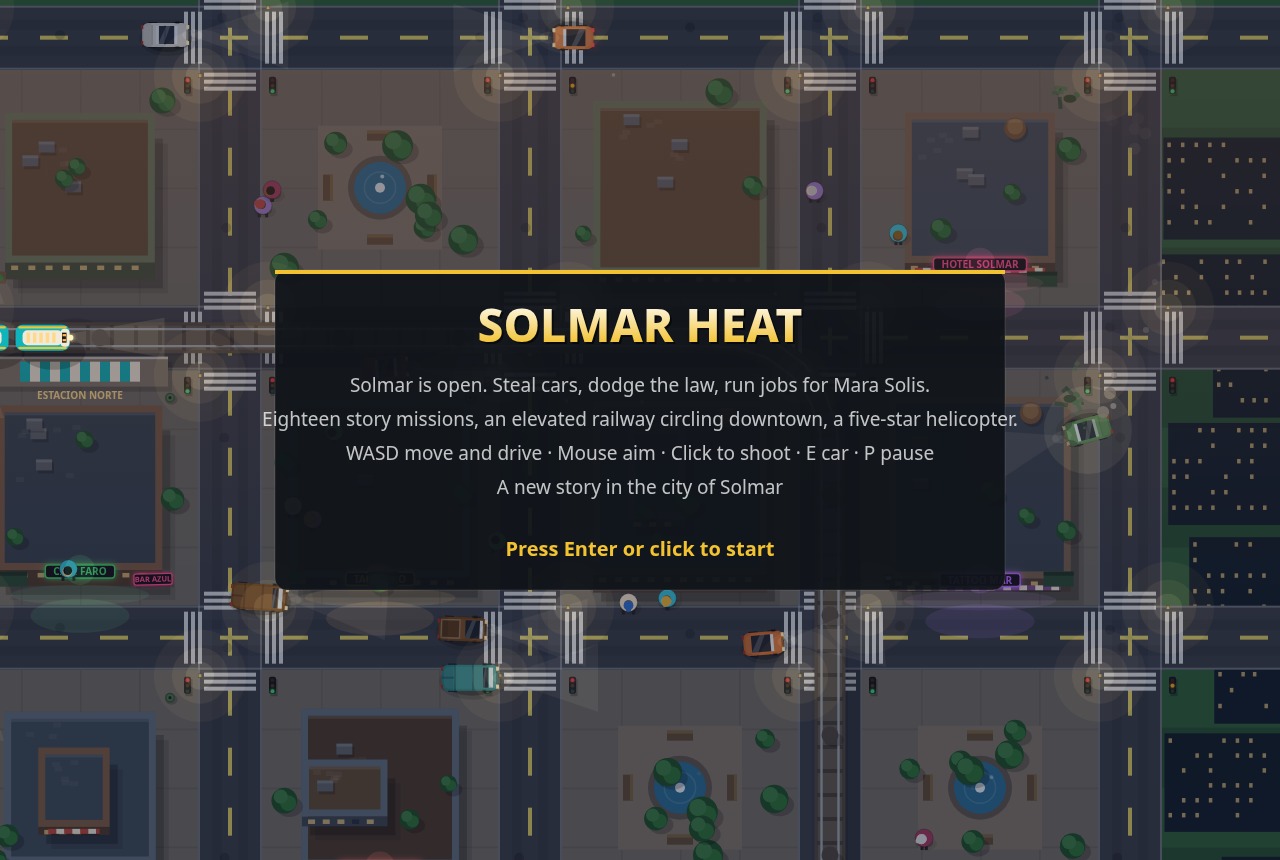 HOTEL SOLMAR
SOLMAR HEAT
Solmar is open. Steal cars, dodge the law, run jobs for Mara Solis.
ESTACION NORTE
Eighteen story missions, an elevated railway circling downtown, a five-star helicopter.
WASD move and drive · Mouse aim · Click to shoot · E car · P pause
A new story in the city of Solmar
Press Enter or click to start
FARO
BAR AZUL